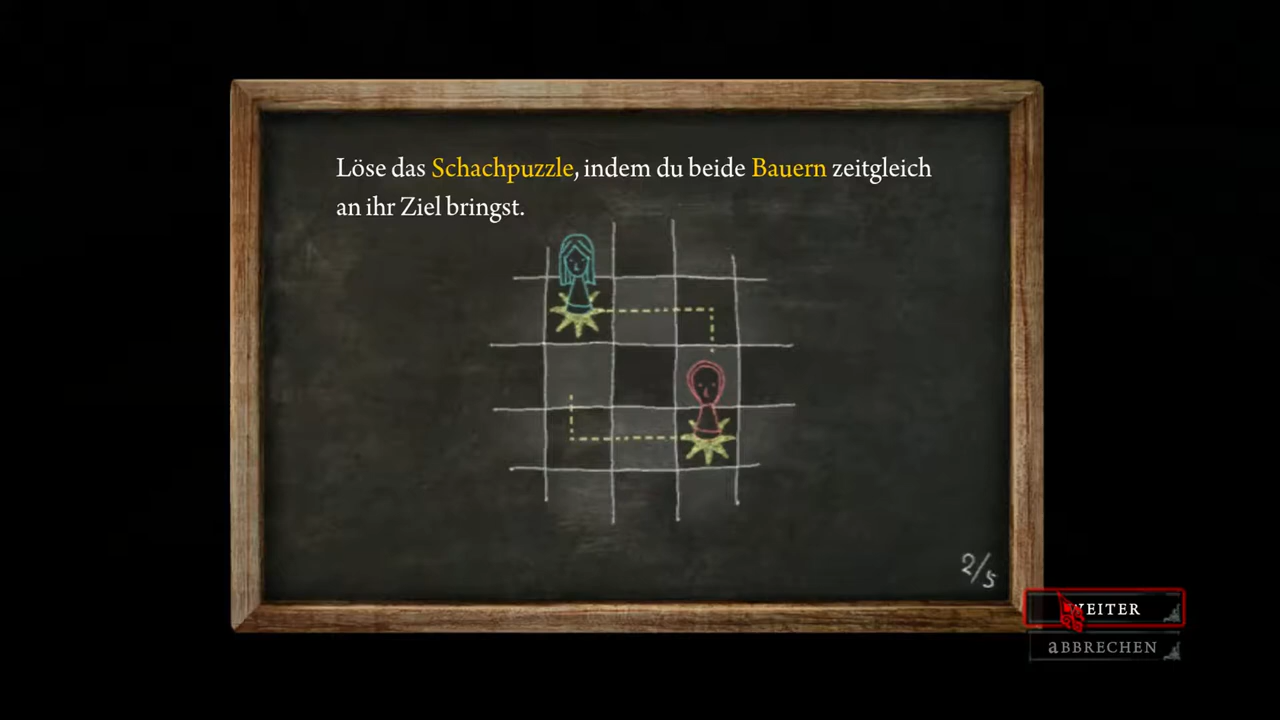 Löse das Schachpuzzle, indem du beide Bauern zeitgleich
an ihr Ziel bringst.
2/5
WEITER
aBBRECHEN